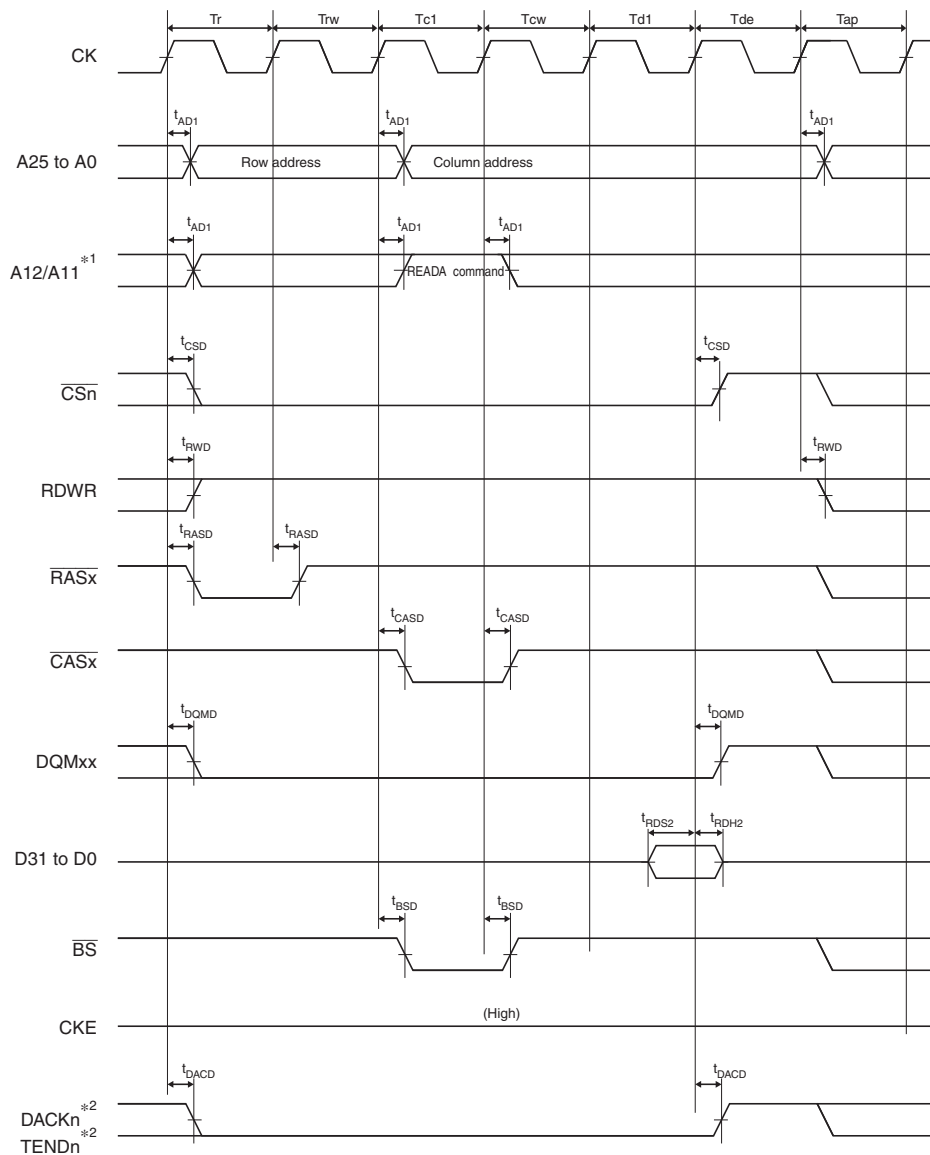 Tr Trw Tc1 Tcw Td1 Tde Tap
CK
tAD1 tAD1 tAD1
A25 to A0 Row address Column address
tAD1 tAD1 tAD1
A12/A11*1 READA command
tCSD tCSD
CSn
tRWD tRWD
RDWR
tRASD tRASD
RASx
tCASD tCASD
CASx
tDQMD tDQMD
DQMxx
tRDS2 tRDH2
D31 to D0
tBSD tBSD
BS
(High)
CKE
tDACD tDACD
DACKn*2
TENDn*2